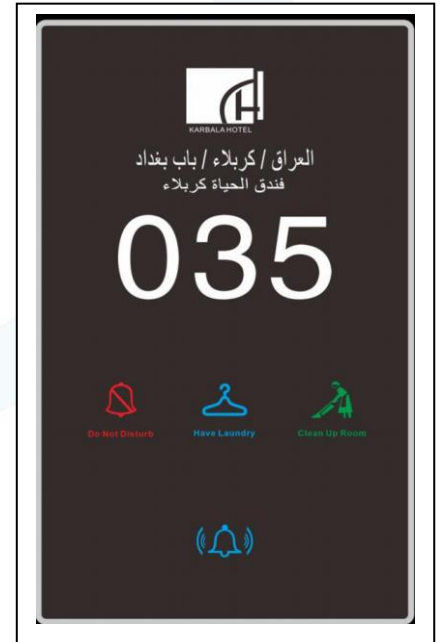 KARBALA HOTEL
العراق / كربلاء / باب بغداد
فندق الحياة كربلاء
035
Do Not Disturb Have Laundry Clean Up Room